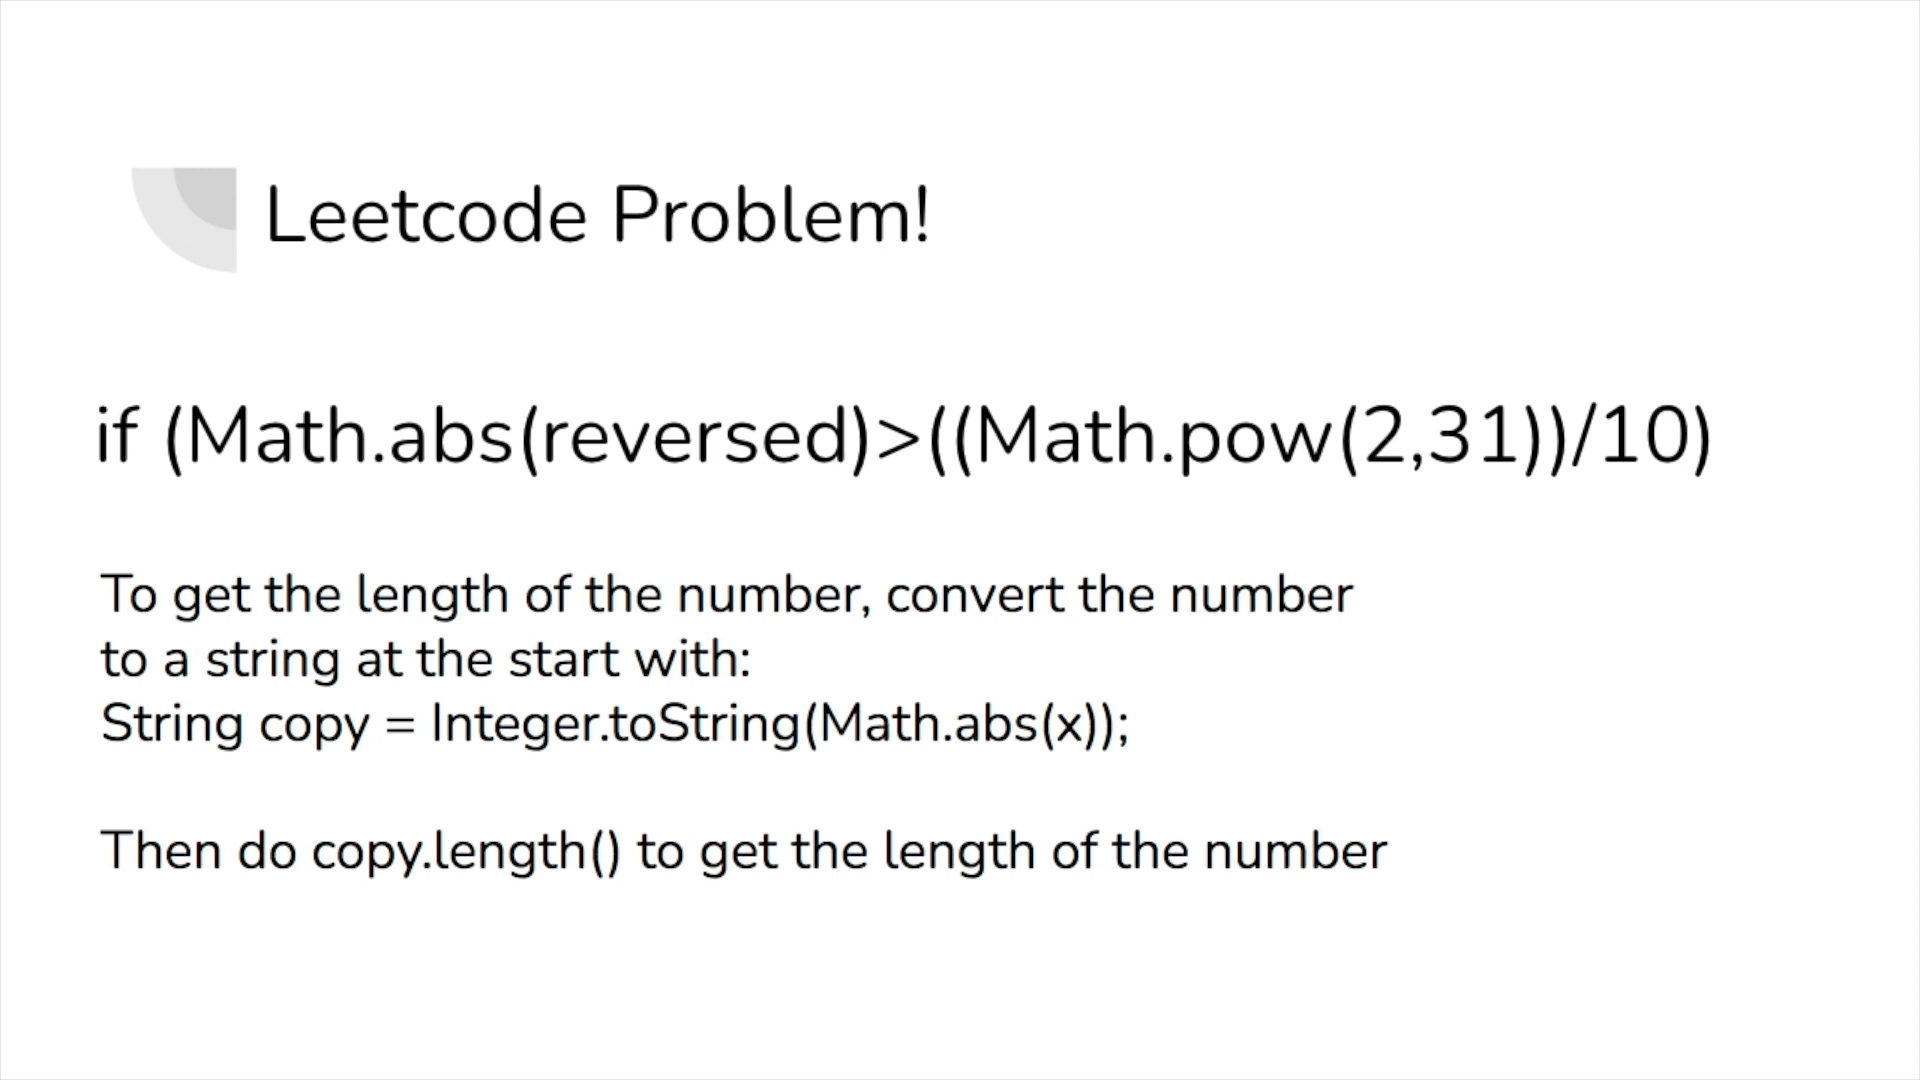 Leetcode Problem!
if (Math.abs(reversed)>((Math.pow(2,31))/10)
To get the length of the number, convert the number
to a string at the start with:
String copy = Integer.toString(Math.abs(x));
Then do copy.length() to get the length of the number